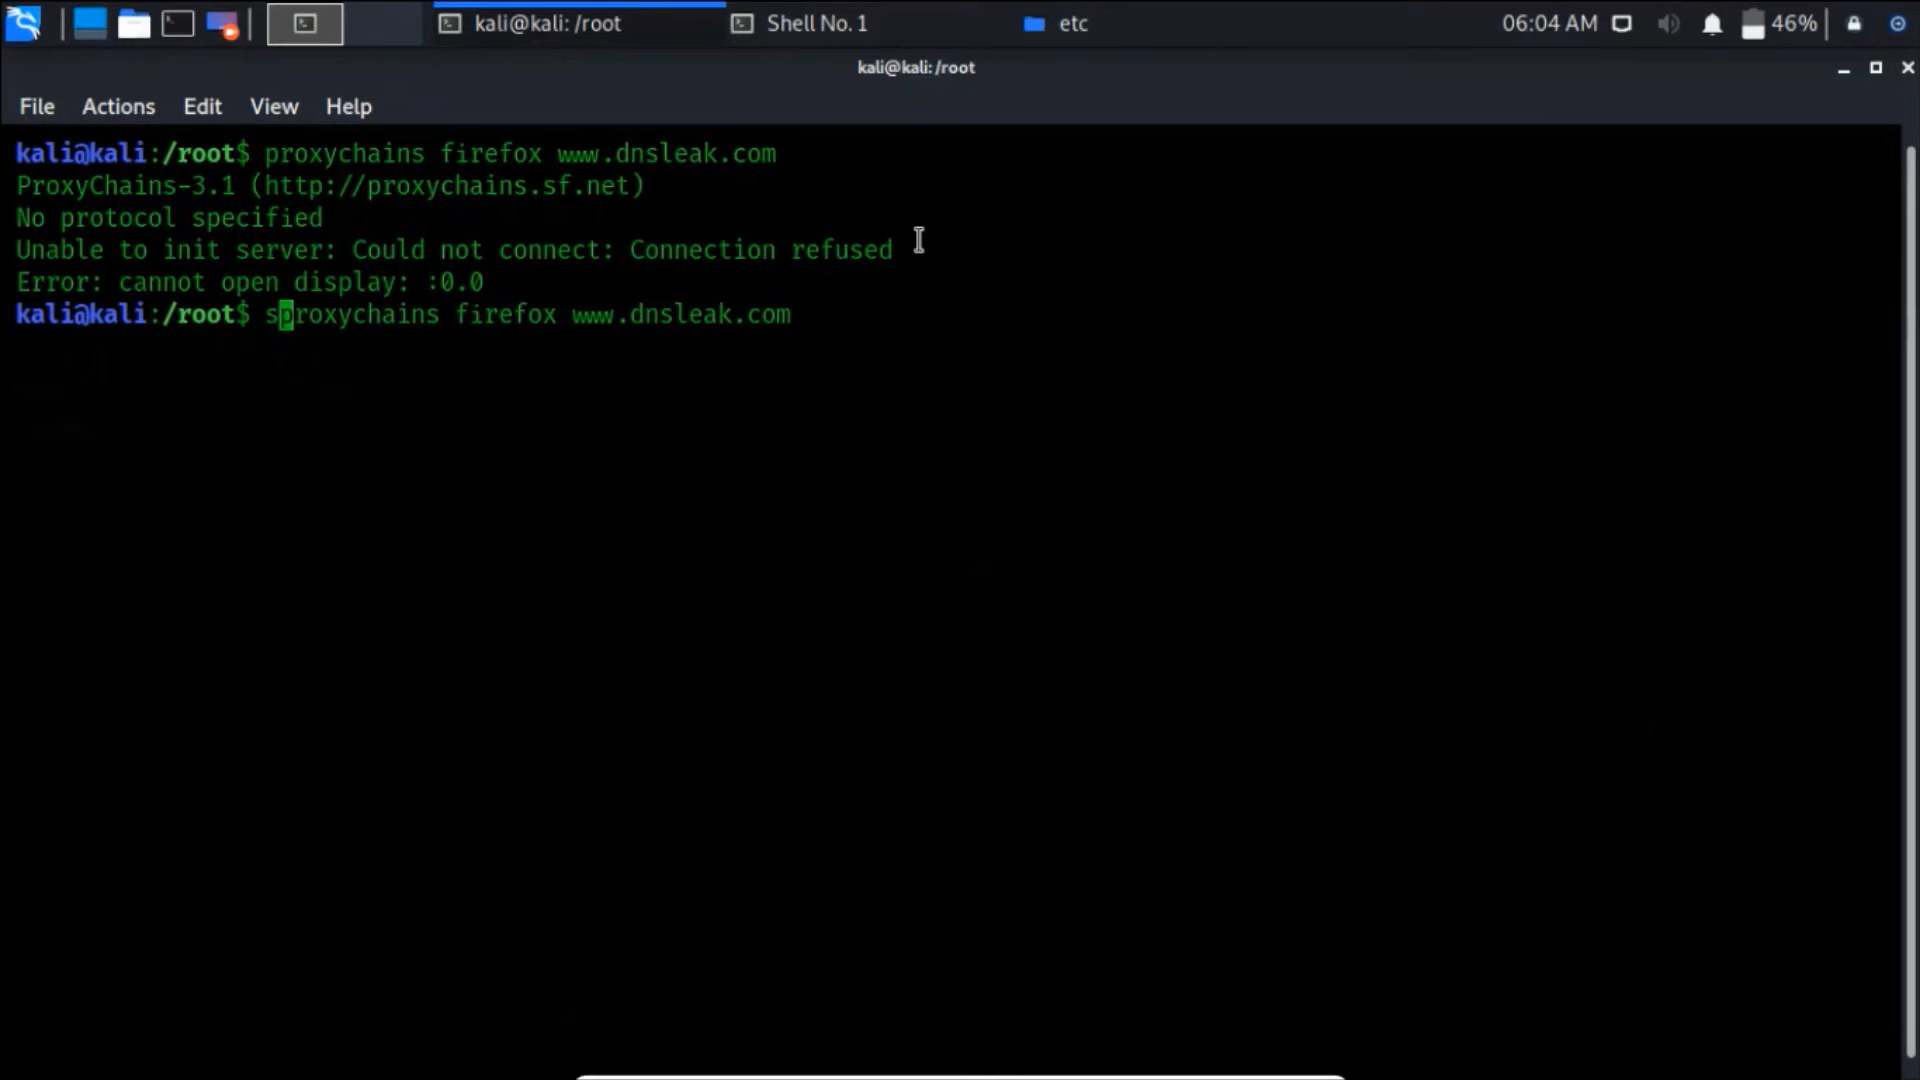 kali@kali: /root
Shell No. 1
etc
06:04 AM
46%
kali@kali: /root
File Actions Edit View Help
kali@kali:/root$ proxychains firefox www.dnsleak.com
ProxyChains-3.1 (http://proxychains.sf.net)
No protocol specified
Unable to init server: Could not connect: Connection refused
Error: cannot open display: :0.0
kali@kali:/root$ sproxychains firefox www.dnsleak.com